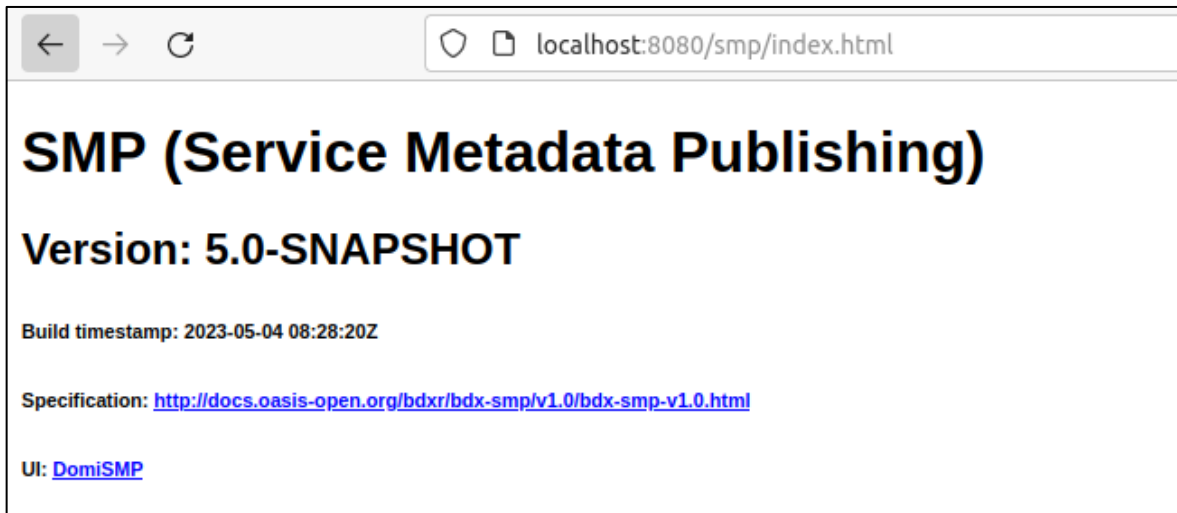 localhost:8080/smp/index.html
SMP (Service Metadata Publishing)
Version: 5.0-SNAPSHOT
Build timestamp: 2023-05-04 08:28:20Z
Specification: http://docs.oasis-open.org/bdxr/bdx-smp/v1.0/bdx-smp-v1.0.html
UI: DomiSMP